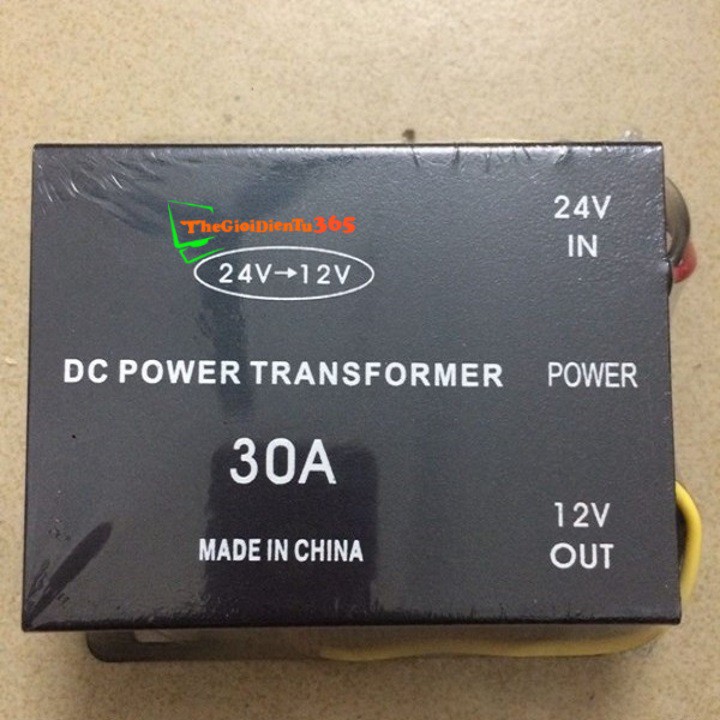 TheGioiDienTu365
24V→12V
24V
IN
DC POWER TRANSFORMER
POWER
30A
MADE IN CHINA
12V
OUT